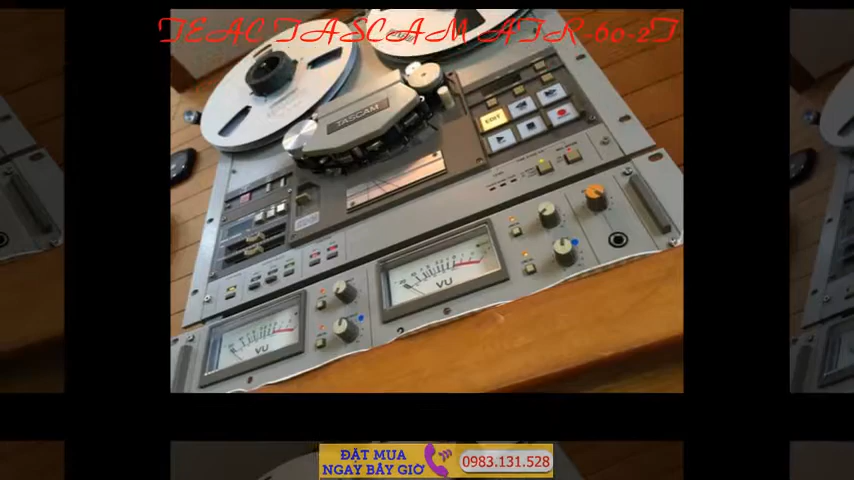 TEAC TASCAM ATR-60-2T
TASCAM
EDIT
VU
VU
ĐẶT MUA
NGAY BÂY GIỜ
0983.131.528